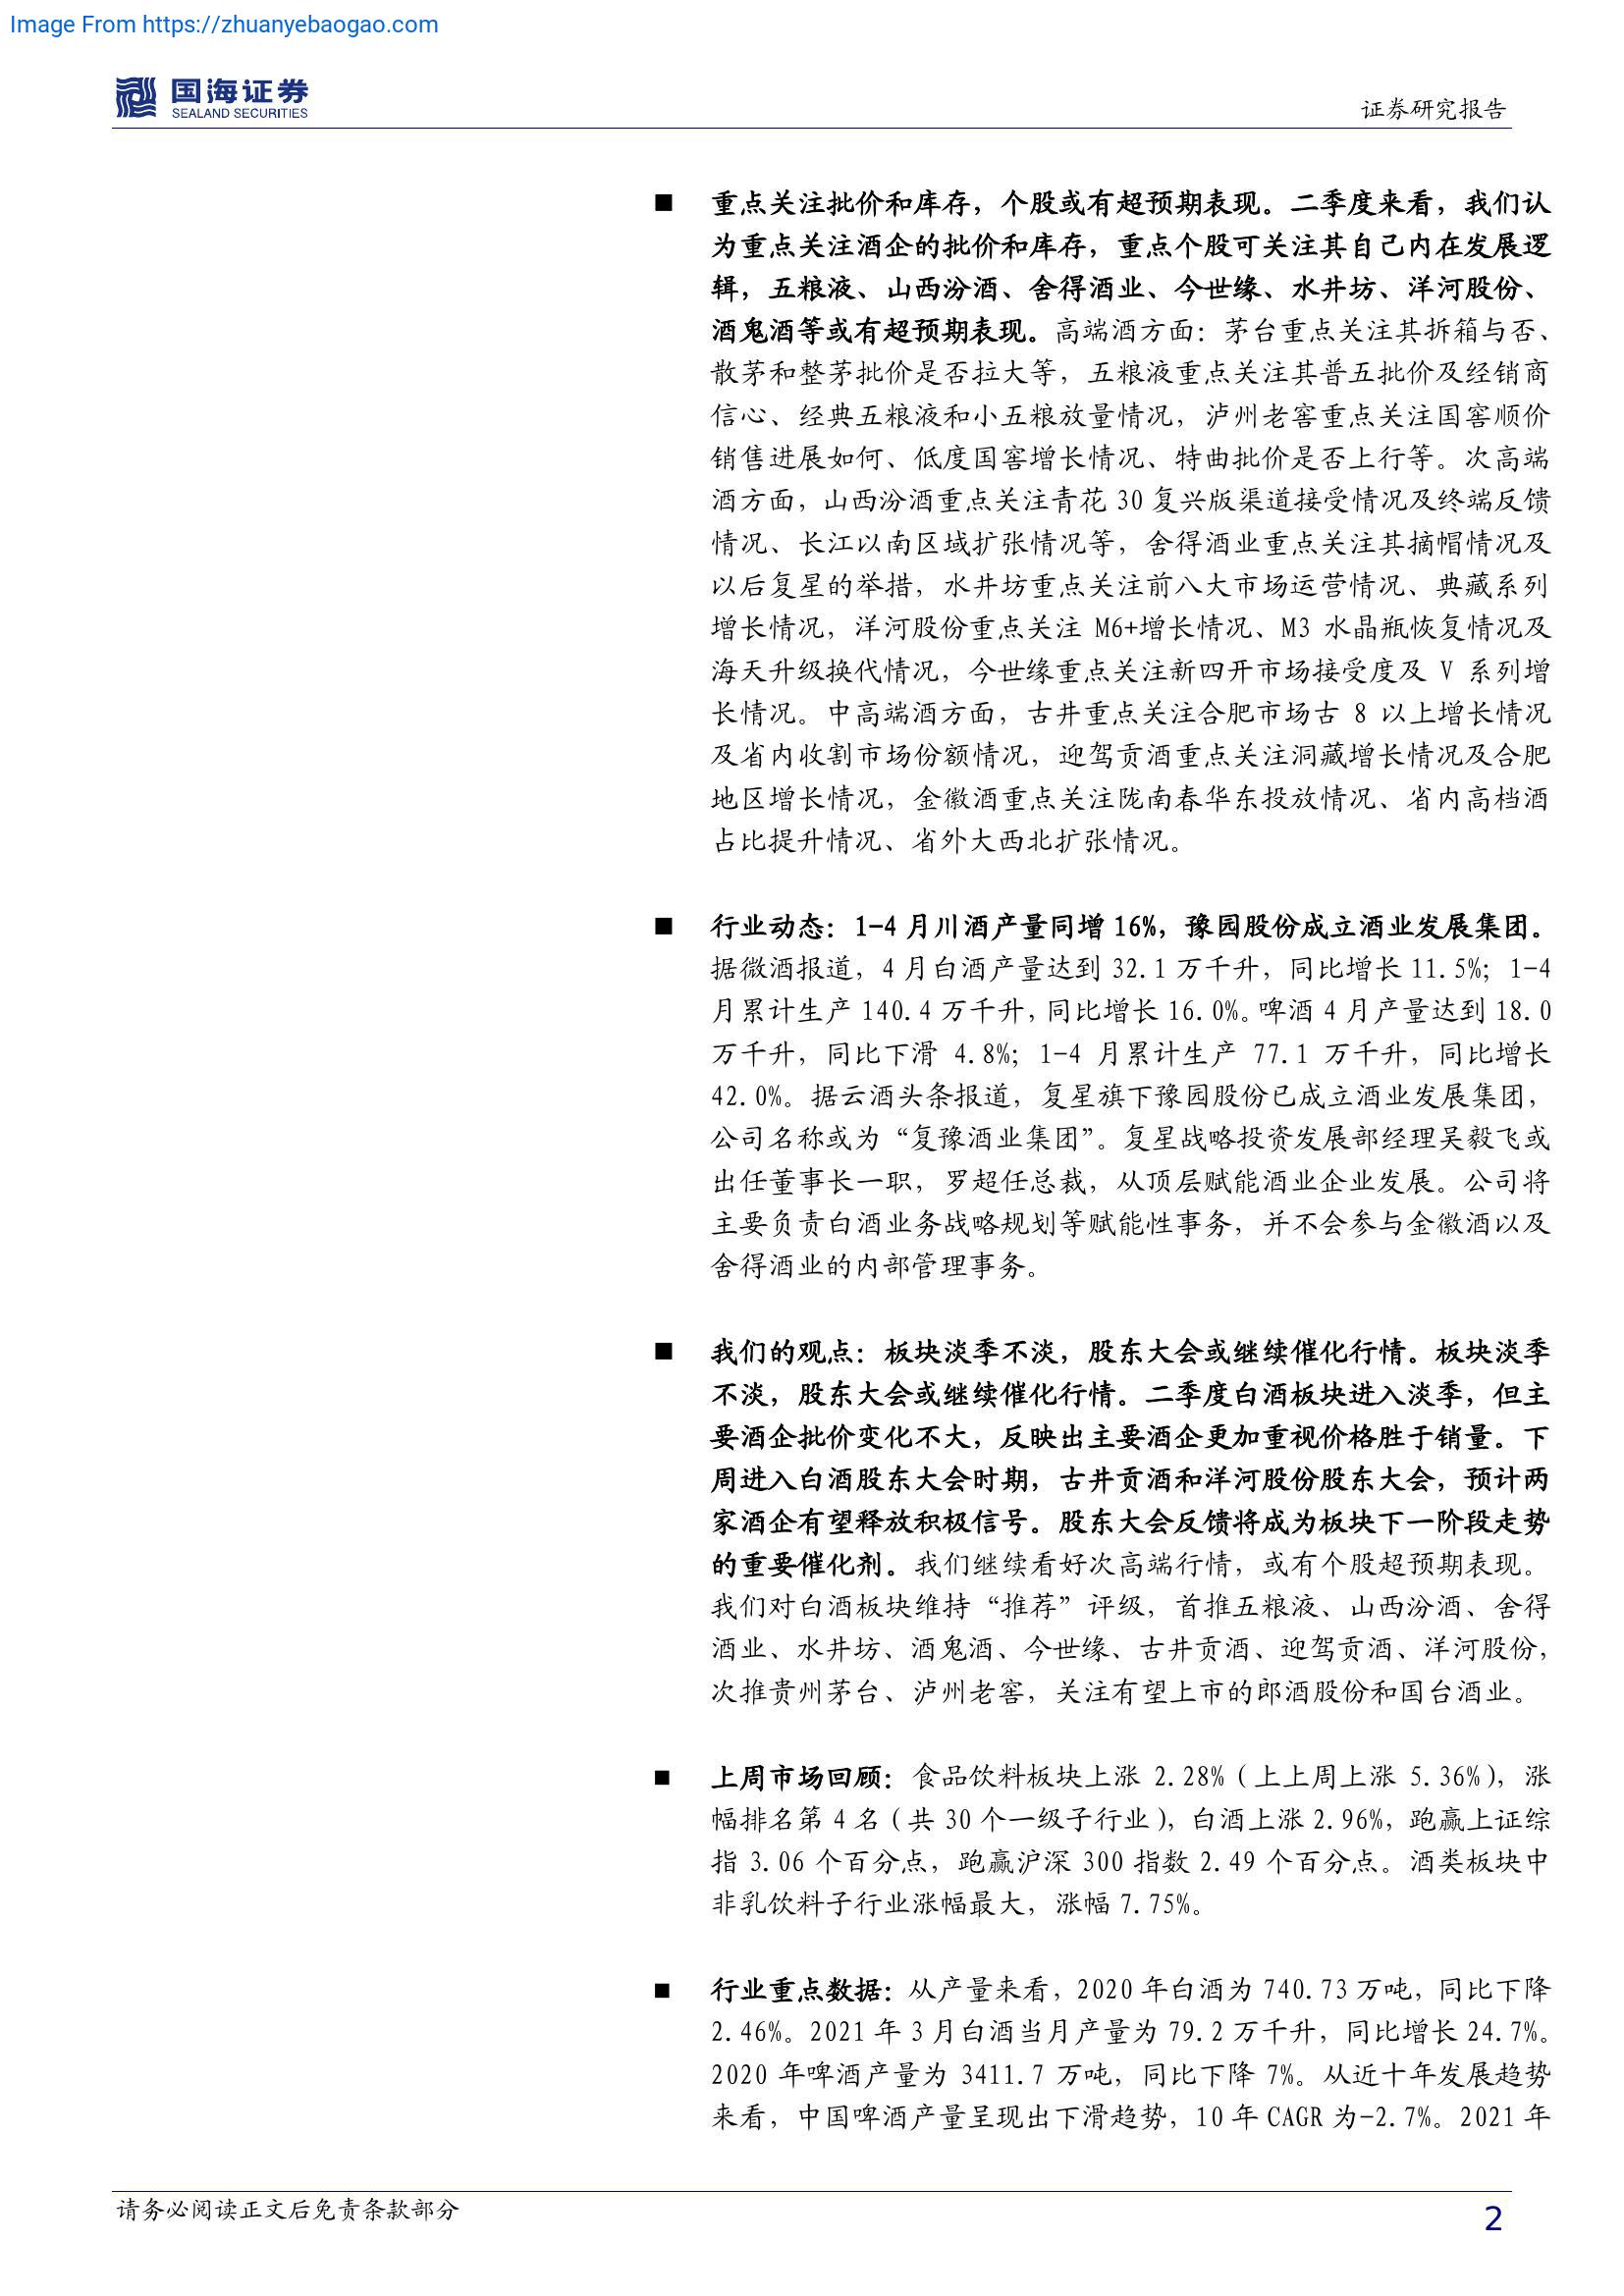 Image From https://zhuanyebaogao.com
国海证券
SEALAND SECURITIES
证券研究报告
■ 重点关注批价和库存，个股或有超预期表现。二季度来看，我们认
为重点关注酒企的批价和库存，重点个股可关注其自己内在发展逻
辑，五粮液、山西汾酒、舍得酒业、今世缘、水井坊、洋河股份、
酒鬼酒等或有超预期表现。高端酒方面：茅台重点关注其拆箱与否、
散茅和整茅批价是否拉大等，五粮液重点关注其普五批价及经销商
信心、经典五粮液和小五粮放量情况，泸州老窖重点关注国窖顺价
销售进展如何、低度国窖增长情况、特曲批价是否上行等。次高端
酒方面，山西汾酒重点关注青花 30 复兴版渠道接受情况及终端反馈
情况、长江以南区域扩张情况等，舍得酒业重点关注其摘帽情况及
以后复星的举措，水井坊重点关注前八大市场运营情况、典藏系列
增长情况，洋河股份重点关注 M6+增长情况、M3 水晶瓶恢复情况及
海天升级换代情况，今世缘重点关注新四开市场接受度及 V 系列增
长情况。中高端酒方面，古井重点关注合肥市场古 8 以上增长情况
及省内收割市场份额情况，迎驾贡酒重点关注洞藏增长情况及合肥
地区增长情况，金徽酒重点关注陇南春华东投放情况、省内高档酒
占比提升情况、省外大西北扩张情况。
■ 行业动态：1-4 月川酒产量同增 16%，豫园股份成立酒业发展集团。
据微酒报道，4 月白酒产量达到 32.1 万千升，同比增长 11.5%；1-4
月累计生产 140.4 万千升，同比增长 16.0%。啤酒 4 月产量达到 18.0
万千升，同比下滑 4.8%；1-4 月累计生产 77.1 万千升，同比增长
42.0%。据云酒头条报道，复星旗下豫园股份已成立酒业发展集团，
公司名称或为“复豫酒业集团”。复星战略投资发展部经理吴毅飞或
出任董事长一职，罗超任总裁，从顶层赋能酒业企业发展。公司将
主要负责白酒业务战略规划等赋能性事务，并不会参与金徽酒以及
舍得酒业的内部管理事务。
■ 我们的观点：板块淡季不淡，股东大会或继续催化行情。板块淡季
不淡，股东大会或继续催化行情。二季度白酒板块进入淡季，但主
要酒企批价变化不大，反映出主要酒企更加重视价格胜于销量。下
周进入白酒股东大会时期，古井贡酒和洋河股份股东大会，预计两
家酒企有望释放积极信号。股东大会反馈将成为板块下一阶段走势
的重要催化剂。我们继续看好次高端行情，或有个股超预期表现。
我们对白酒板块维持“推荐”评级，首推五粮液、山西汾酒、舍得
酒业、水井坊、酒鬼酒、今世缘、古井贡酒、迎驾贡酒、洋河股份，
次推贵州茅台、泸州老窖，关注有望上市的郎酒股份和国台酒业。
■ 上周市场回顾：食品饮料板块上涨 2.28%（上上周上涨 5.36%），涨
幅排名第 4 名（共 30 个一级子行业），白酒上涨 2.96%，跑赢上证综
指 3.06 个百分点，跑赢沪深 300 指数 2.49 个百分点。酒类板块中
非乳饮料子行业涨幅最大，涨幅 7.75%。
■ 行业重点数据：从产量来看，2020 年白酒为 740.73 万吨，同比下降
2.46%。2021 年 3 月白酒当月产量为 79.2 万千升，同比增长 24.7%。
2020 年啤酒产量为 3411.7 万吨，同比下降 7%。从近十年发展趋势
来看，中国啤酒产量呈现出下滑趋势，10 年 CAGR 为-2.7%。2021 年
请务必阅读正文后免责条款部分
2